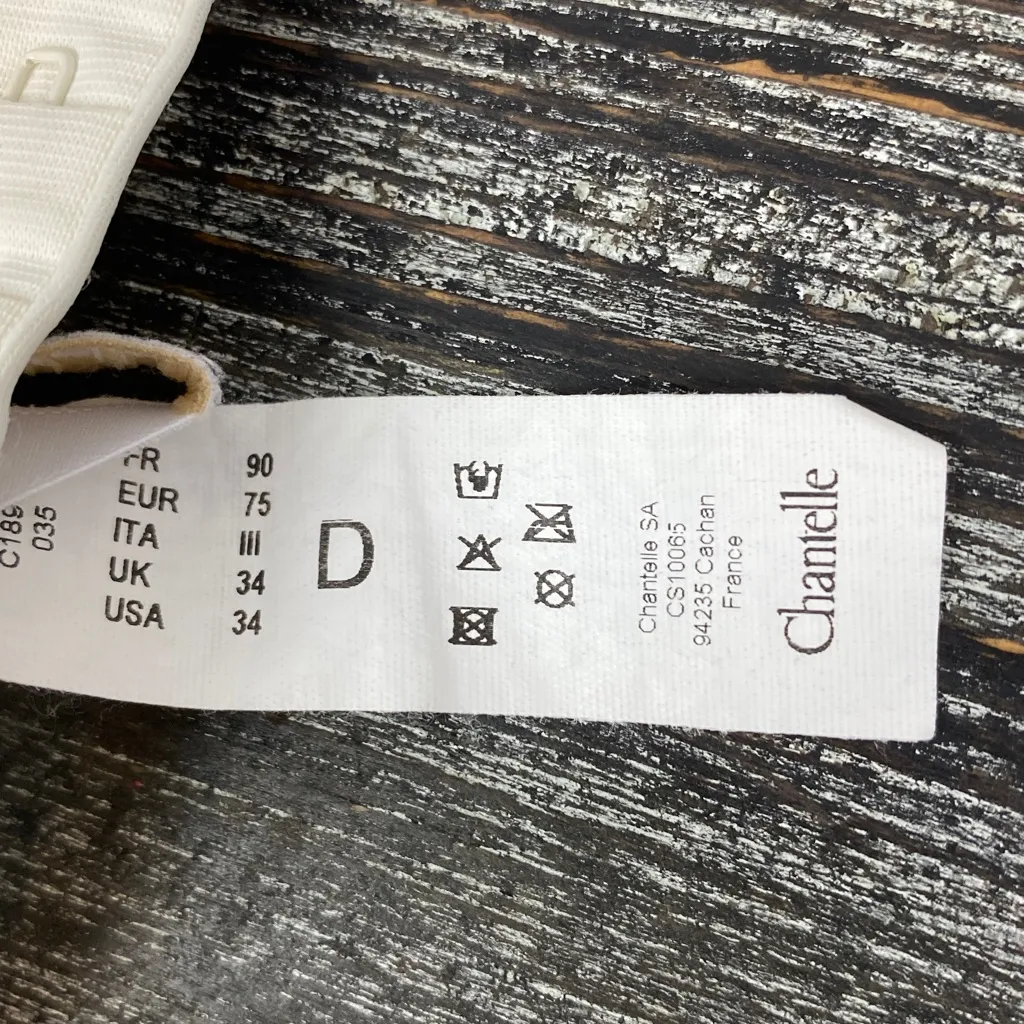 FR 90
EUR 75
ITA III
UK 34
USA 34
D
035
Chantelle SA
CS10065
94235 Cachan
France
Chantelle